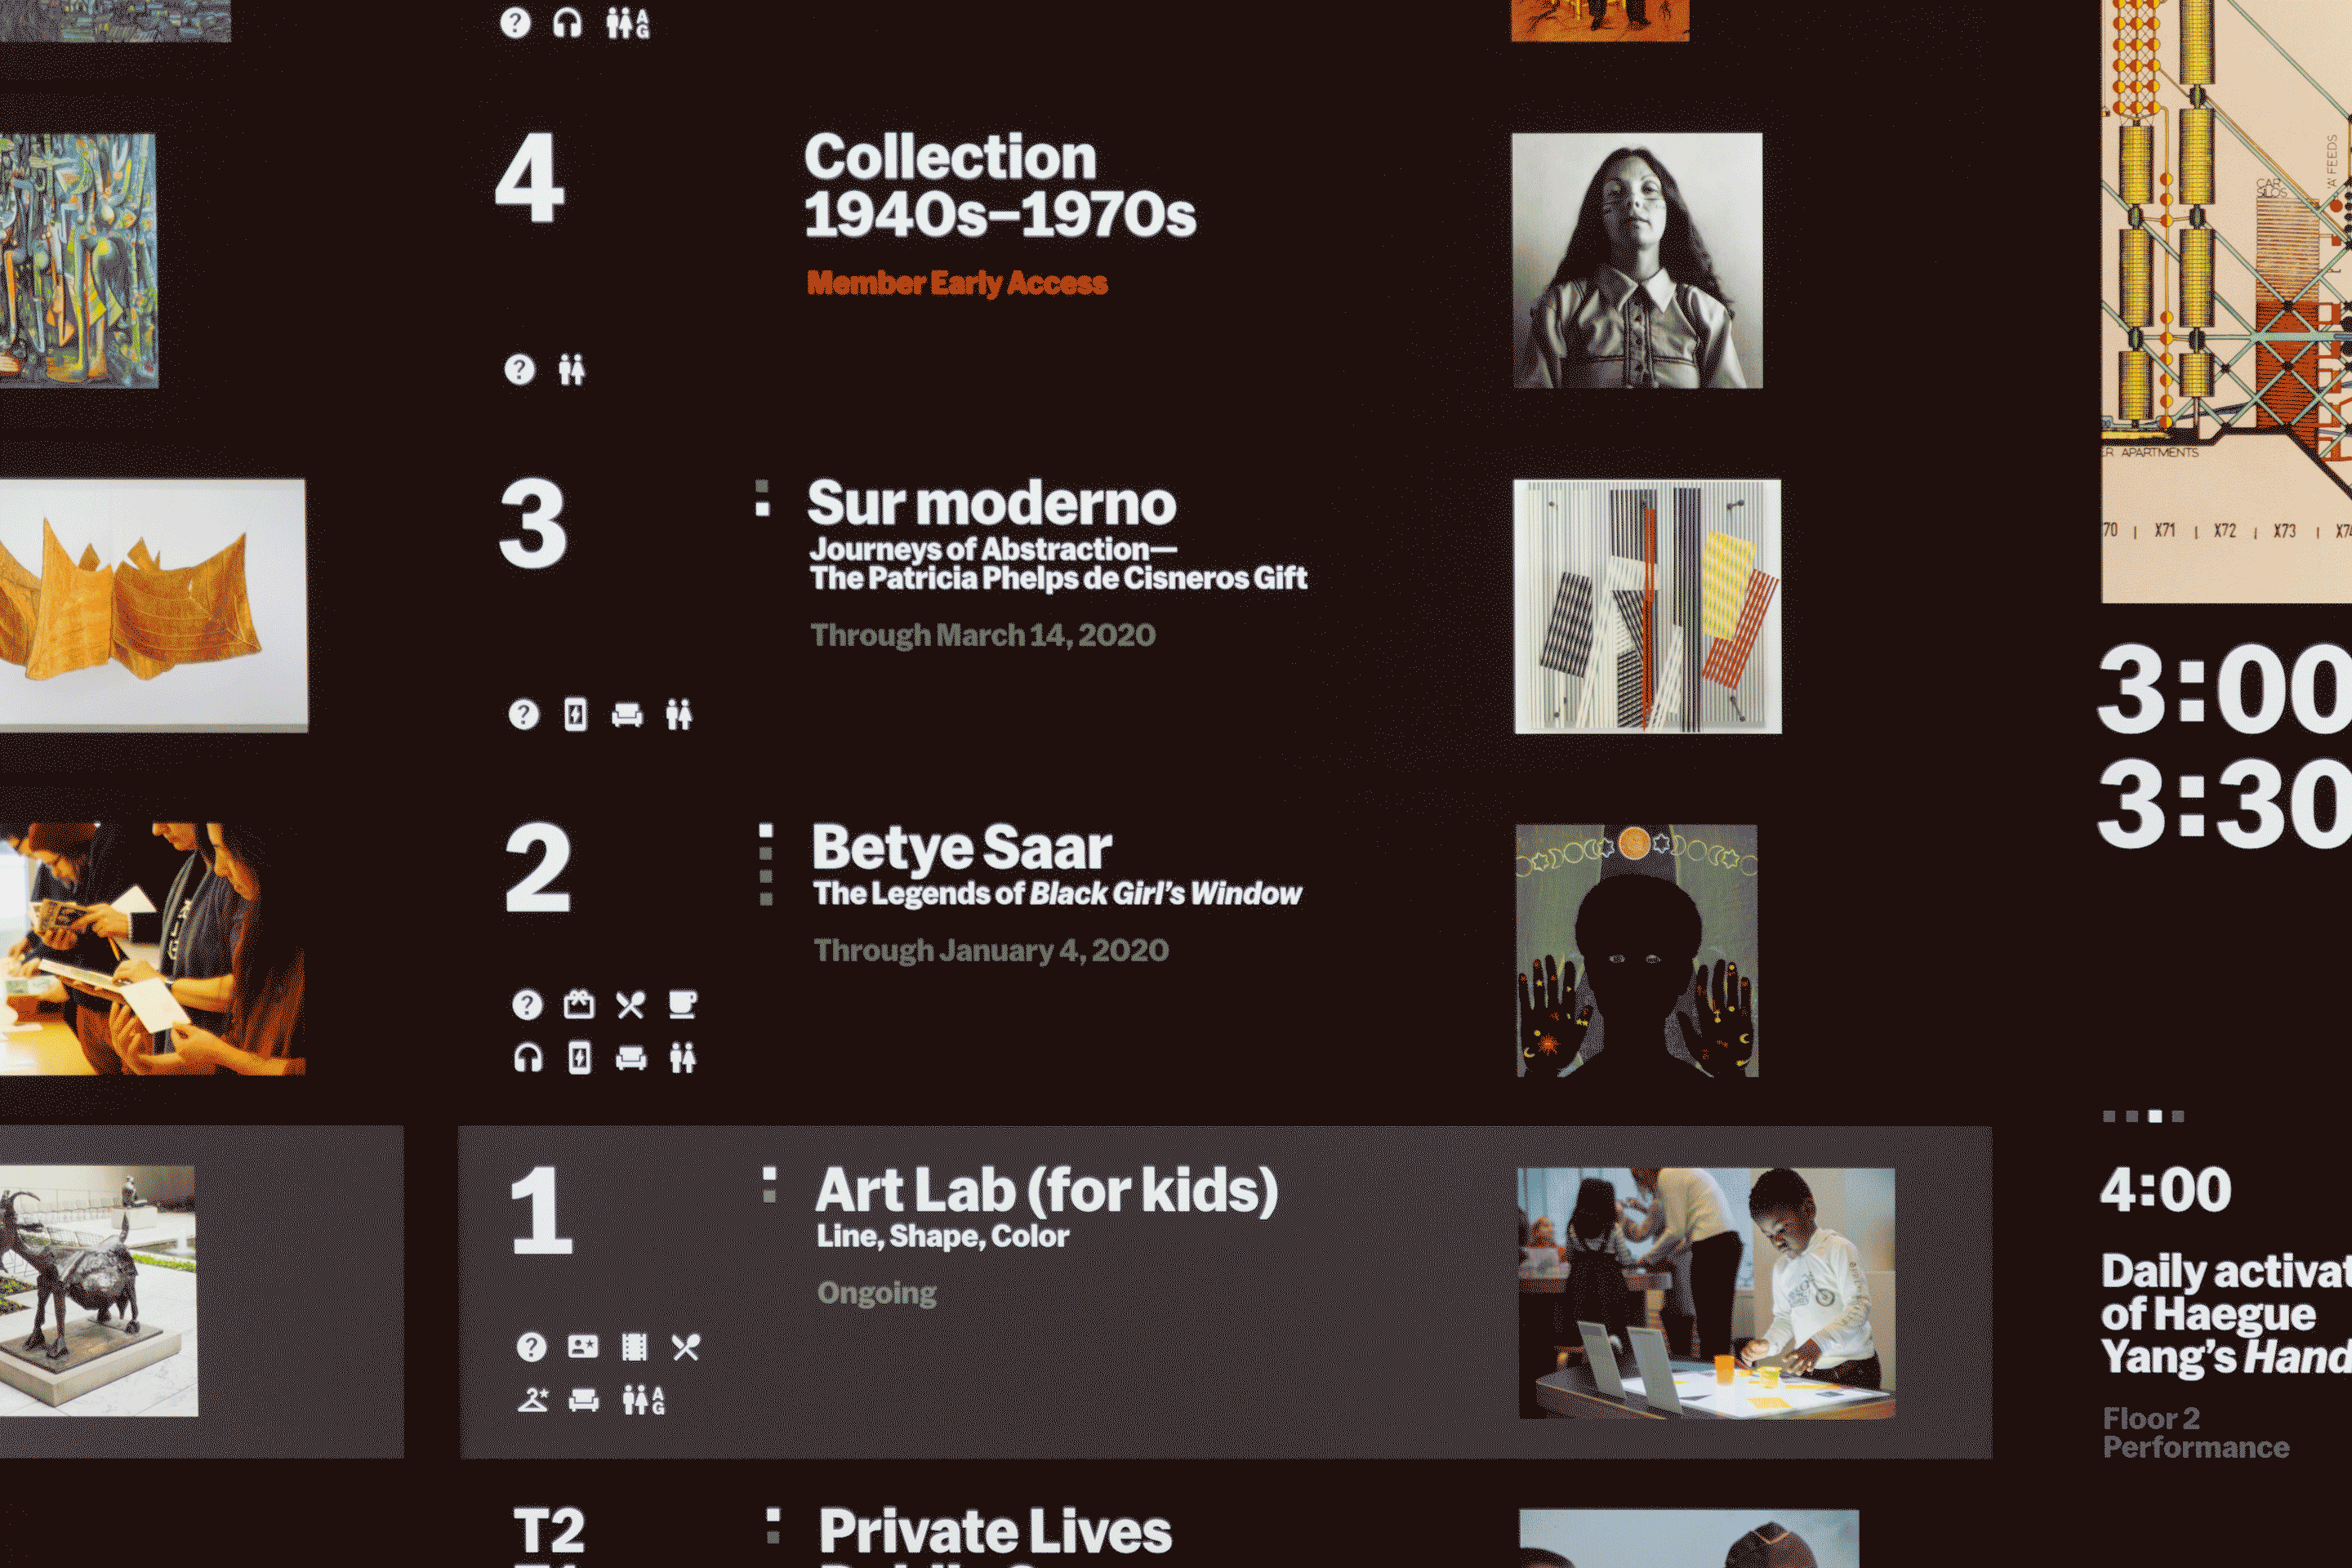 A
G
4
Collection
1940s–1970s
Member Early Access
3
Sur moderno
Journeys of Abstraction—
The Patricia Phelps de Cisneros Gift
Through March 14, 2020
2
Betye Saar
The Legends of Black Girl's Window
Through January 4, 2020
1
Art Lab (for kids)
Line, Shape, Color
Ongoing
A
G
T2
Private Lives
'A' FEEDS
CAR
SILOS
APARTMENTS
70 | X71 | X72 | X73 |
3:00
3:30
4:00
Daily activat
of Haegue
Yang's Hand
Floor 2
Performance